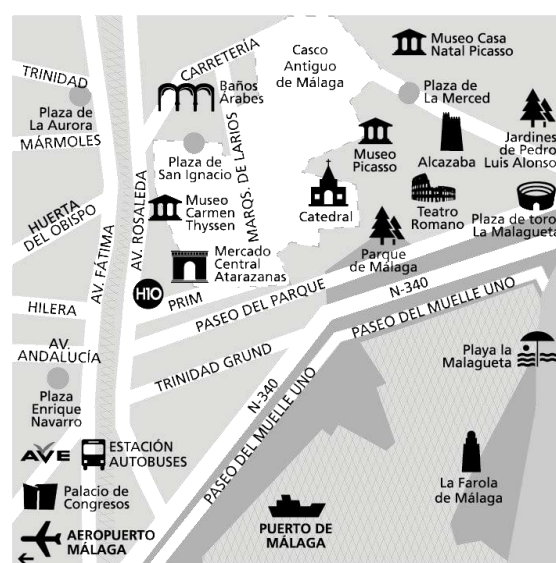 TRINIDAD
Plaza de
La Aurora
MÁRMOLES
CARRETERÍA
Baños
Árabes
Casco
Antiguo
de Málaga
Museo Casa
Natal Picasso
Plaza de
La Merced
Jardines
de Pedro
Luis Alonso
Plaza de
San Ignacio
MARQS. DE LARIOS
Museo
Picasso
Alcazaba
HUERTA
DEL OBISPO
AV. FÁTIMA
AV. ROSALEDA
Museo
Carmen
Thyssen
Catedral
Teatro
Romano
Plaza de toro
La Malagueta
Mercado
Central
Atarazanas
Parque
de Málaga
H10
PRIM
PASEO DEL PARQUE
N-340
PASEO DEL MUELLE UNO
HILERA
AV.
ANDALUCÍA
TRINIDAD GRUND
Playa la
Malagueta
Plaza
Enrique
Navarro
N-340
PASEO DEL MUELLE UNO
AVE
ESTACIÓN
AUTOBUSES
Palacio de
Congresos
La Farola
de Málaga
AEROPUERTO
MÁLAGA
PUERTO DE
MÁLAGA